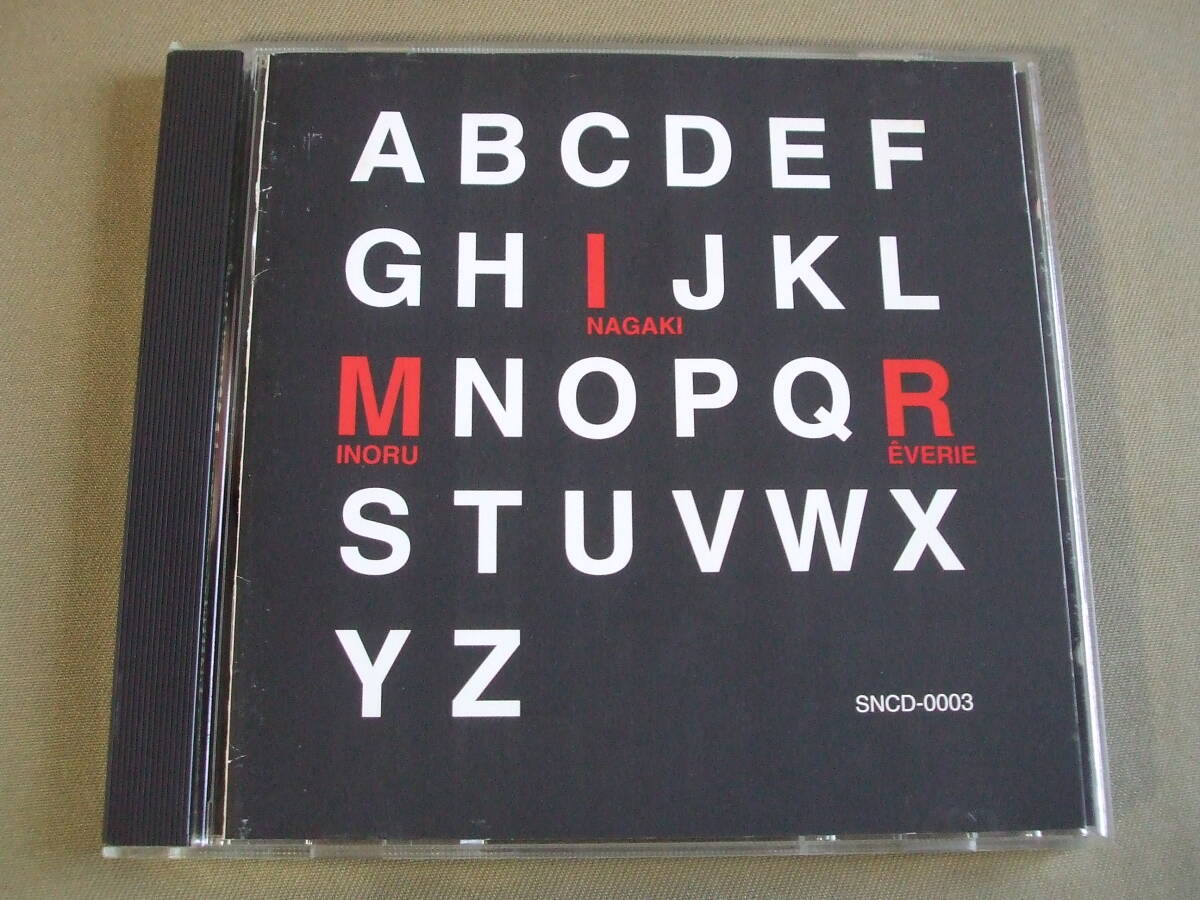 A B C D E F
G H I J K L
NAGAKI
M N O P Q R
INORU ÊVERIE
S T U V W X
Y Z
SNCD-0003